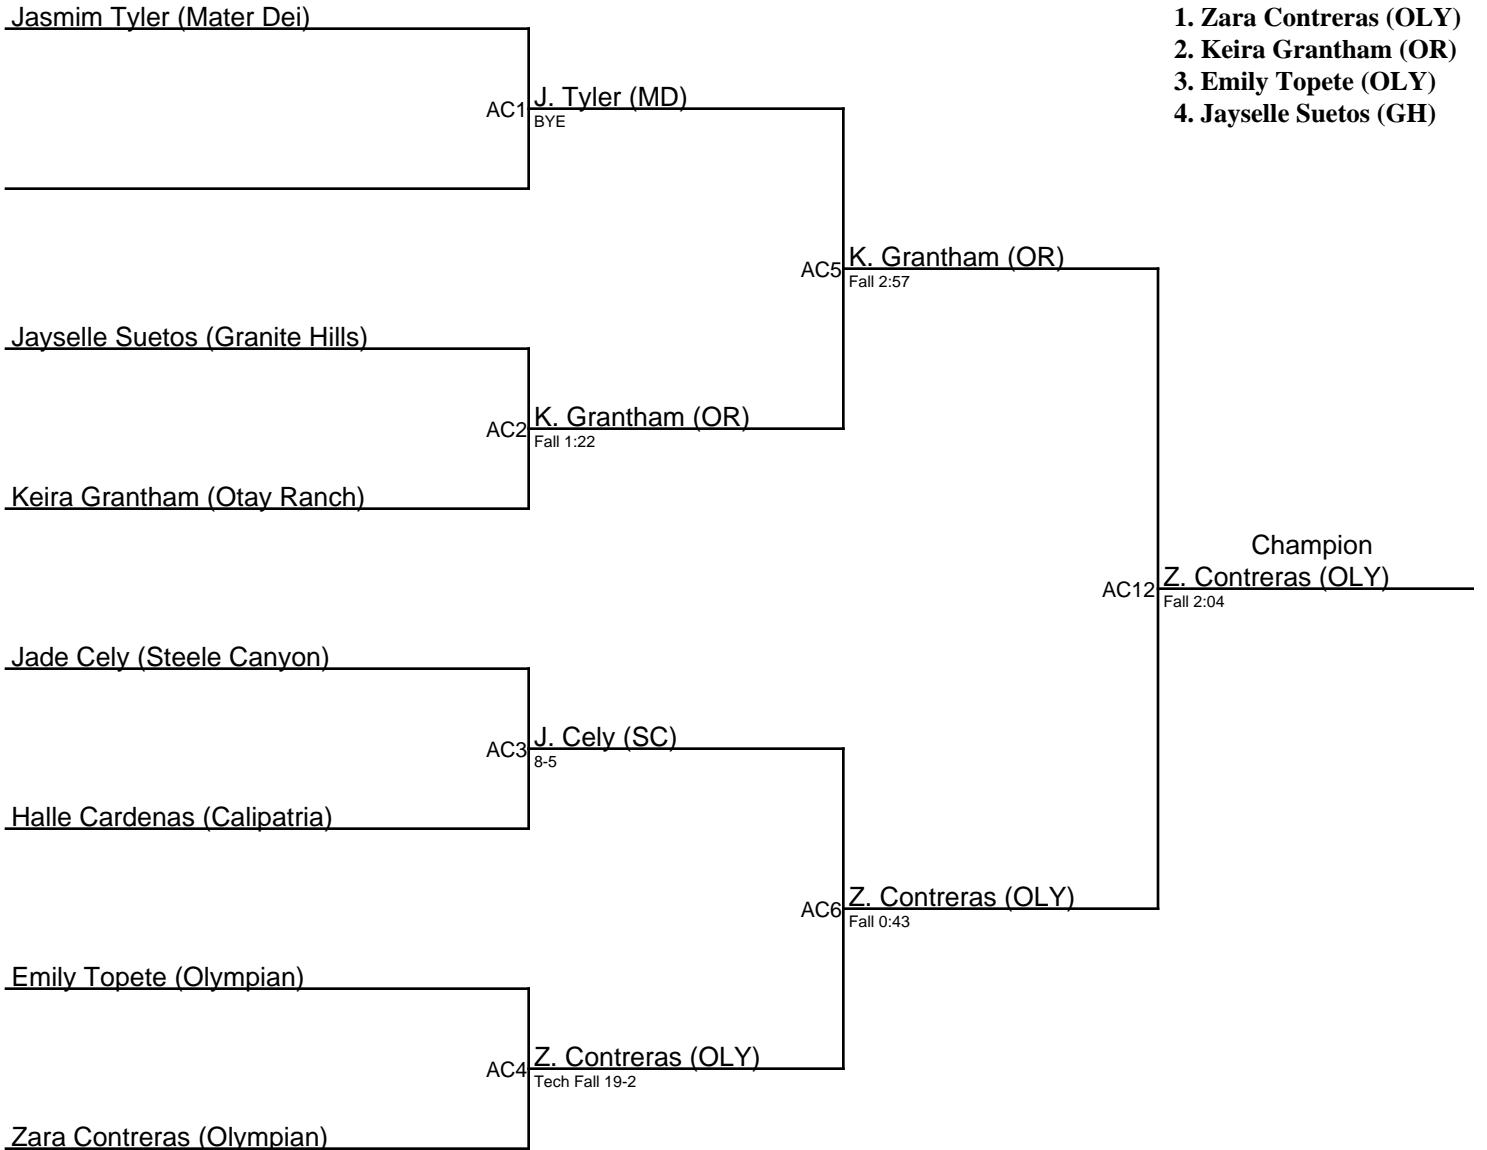 Jasmim Tyler (Mater Dei)
1. Zara Contreras (OLY)
2. Keira Grantham (OR)
3. Emily Topete (OLY)
4. Jayselle Suetos (GH)
AC1
J. Tyler (MD)
BYE
AC5
K. Grantham (OR)
Fall 2:57
Jayselle Suetos (Granite Hills)
AC2
K. Grantham (OR)
Fall 1:22
Keira Grantham (Otay Ranch)
Champion
AC12
Z. Contreras (OLY)
Fall 2:04
Jade Cely (Steele Canyon)
AC3
J. Cely (SC)
8-5
Halle Cardenas (Calipatria)
AC6
Z. Contreras (OLY)
Fall 0:43
Emily Topete (Olympian)
AC4
Z. Contreras (OLY)
Tech Fall 19-2
Zara Contreras (Olympian)